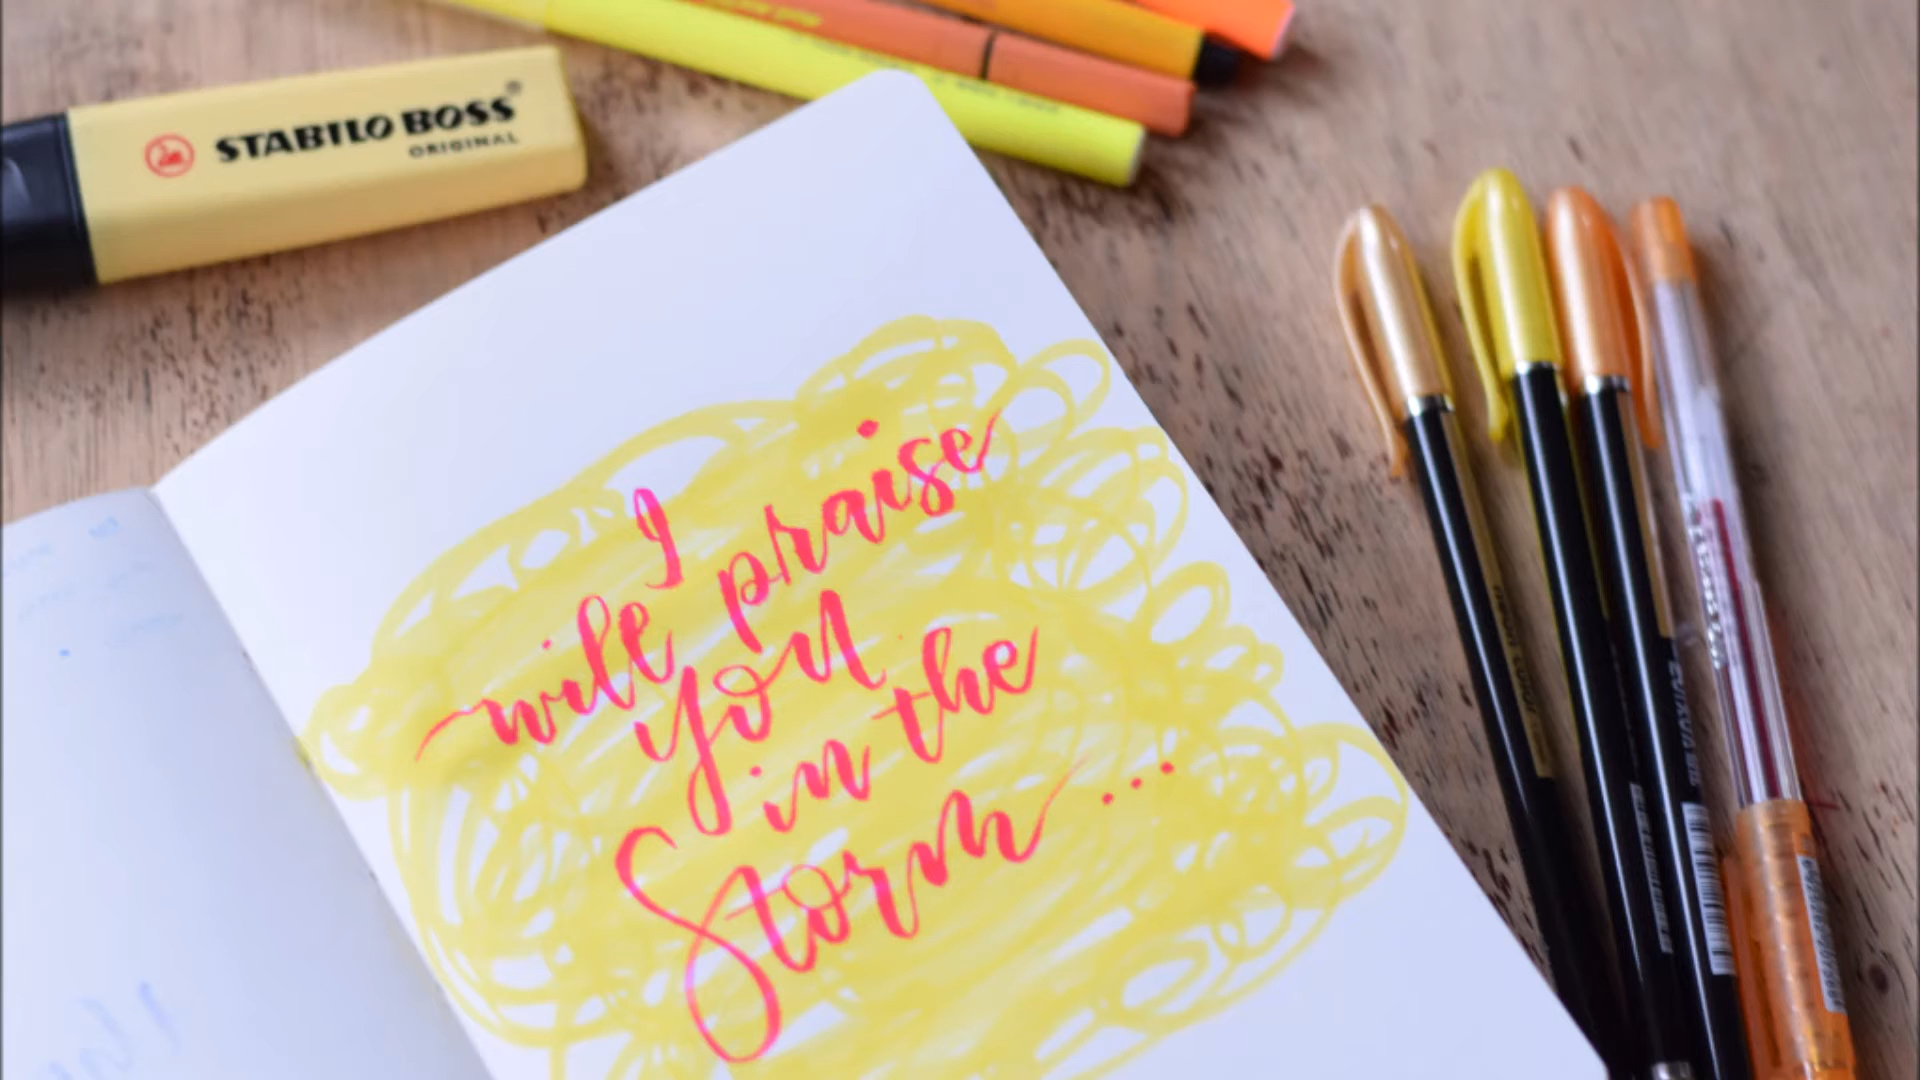 STABILO BOSS®
ORIGINAL
I
will praise
you
in the
Storm...